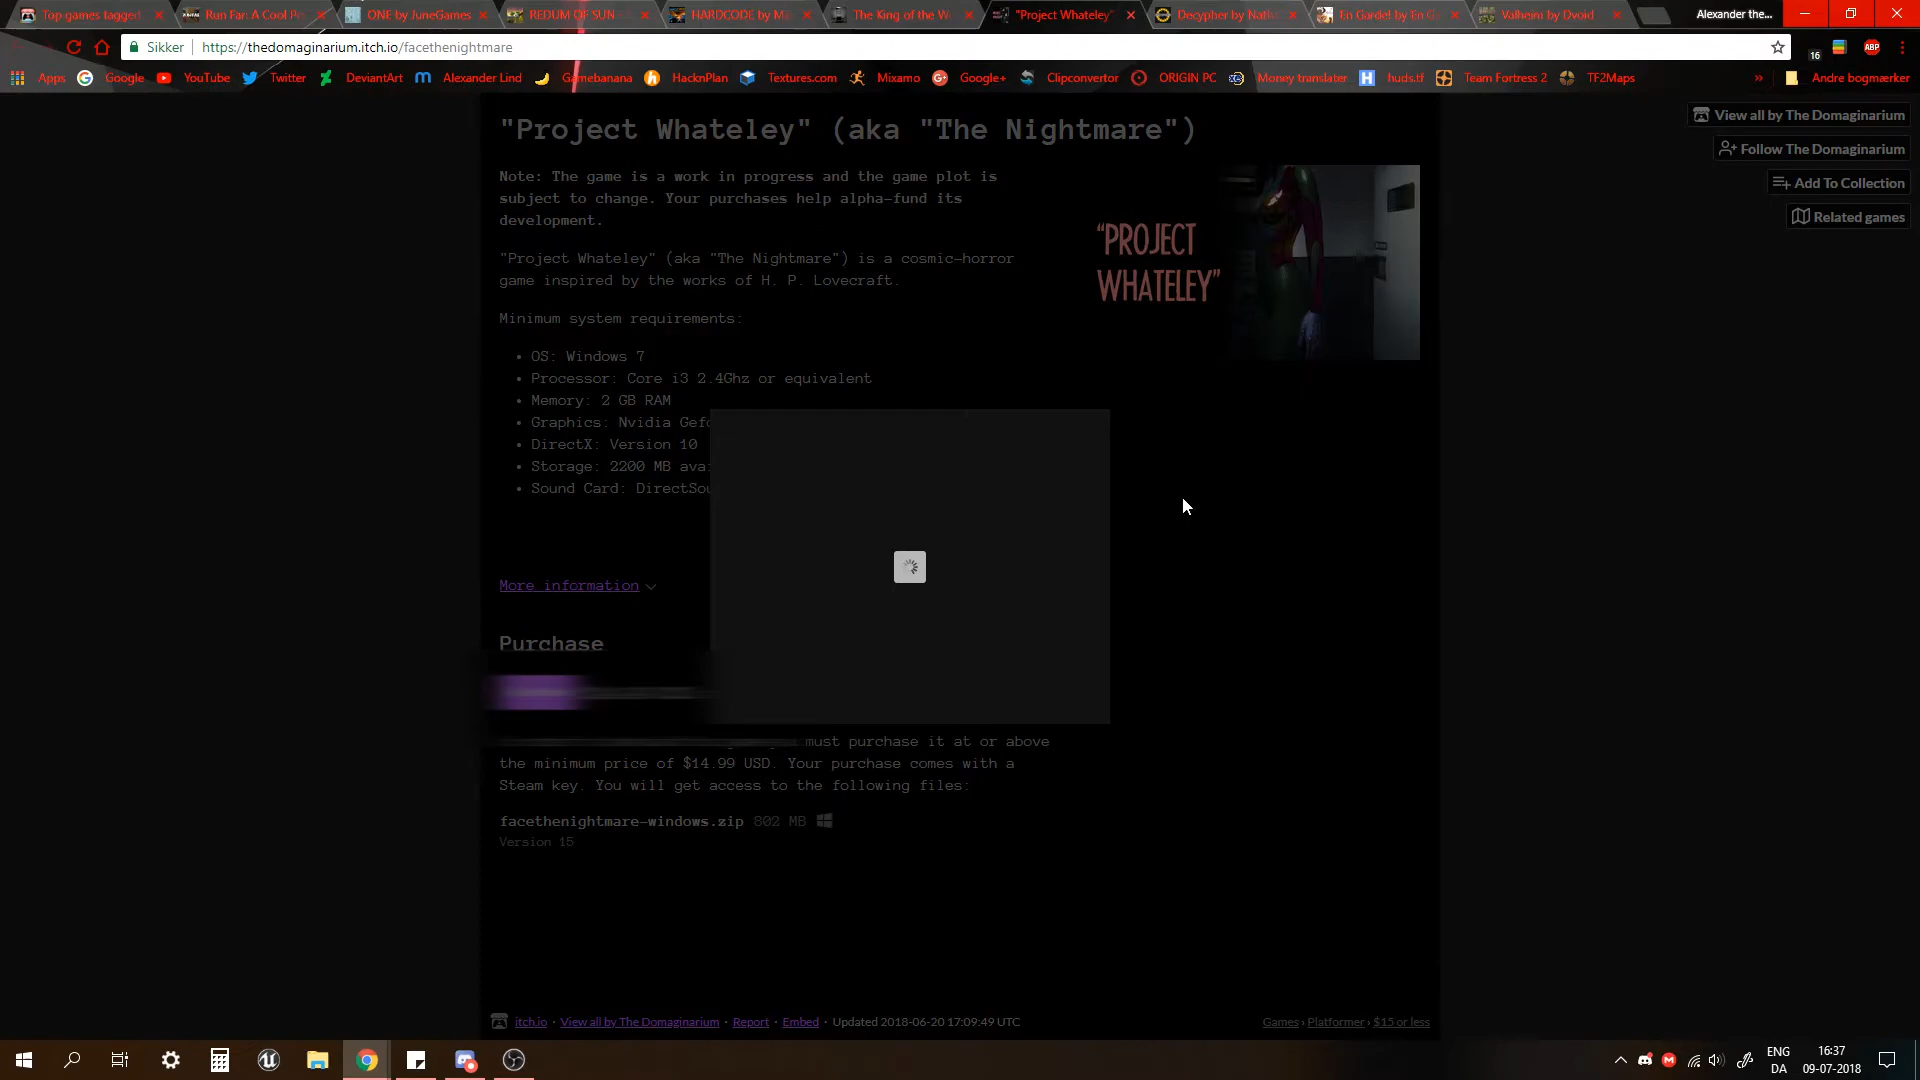 Top games tagged
Run Far: A Cool Pr
ONE by JuneGames
REDUM OF SUN
HARDCODE by M
The King of the W
"Project Whateley"
Decypher by Nath
En Garde! by En G
Valheim by Dvoid
Alexander the...
Sikker
https://thedomaginarium.itch.io/facethenightmare
16
ABP
Apps
Google
YouTube
Twitter
DeviantArt
Alexander Lind
Gamebanana
HacknPlan
Textures.com
Mixamo
Google+
Clipconvertor
ORIGIN PC
Money translater
huds.tf
Team Fortress 2
TF2Maps
»
Andre bogmærker
View all by The Domaginarium
Follow The Domaginarium
Add To Collection
Related games
"Project Whateley" (aka "The Nightmare")
Note: The game is a work in progress and the game plot is
subject to change. Your purchases help alpha-fund its
development.
"Project Whateley" (aka "The Nightmare") is a cosmic-horror
game inspired by the works of H. P. Lovecraft.
"PROJECT
WHATELEY"
Minimum system requirements:
• OS: Windows 7
• Processor: Core i3 2.4Ghz or equivalent
• Memory: 2 GB RAM
• Graphics: Nvidia Gefo
• DirectX: Version 10
• Storage: 2200 MB ava
• Sound Card: DirectSou
More information
Purchase
must purchase it at or above
the minimum price of $14.99 USD. Your purchase comes with a
Steam key. You will get access to the following files:
facethenightmare-windows.zip 802 MB
Version 15
itch.io · View all by The Domaginarium · Report · Embed · Updated 2018-06-20 17:09:49 UTC
Games › Platformer › $15 or less
ENG
DA
16:37
09-07-2018